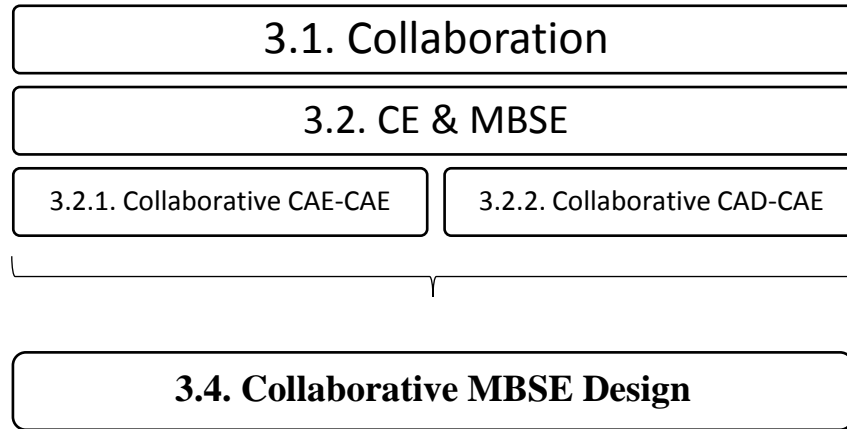 3.1. Collaboration
3.2. CE & MBSE
3.2.1. Collaborative CAE-CAE
3.2.2. Collaborative CAD-CAE
3.4. Collaborative MBSE Design